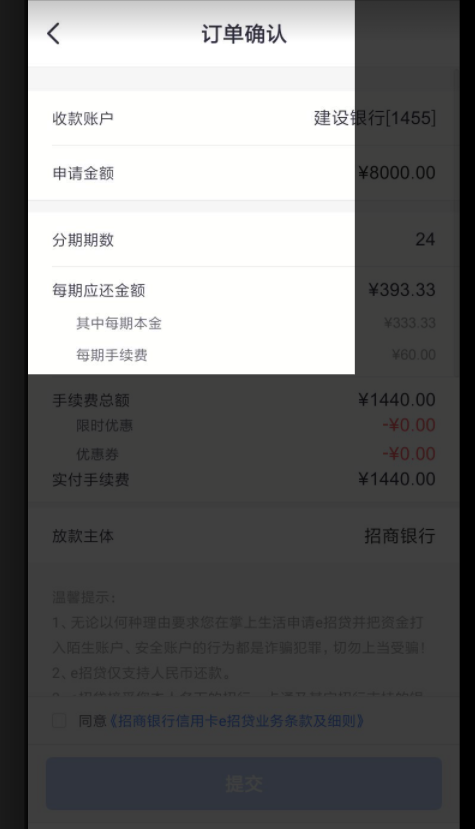 订单确认
收款账户 建设银行[1455]
申请金额 ¥8000.00
分期期数 24
每期应还金额 ¥393.33
其中每期本金 ¥333.33
每期手续费 ¥60.00
手续费总额 ¥1440.00
限时优惠 -¥0.00
优惠券 -¥0.00
实付手续费 ¥1440.00
放款主体 招商银行
温馨提示:
1、无论以何种理由要求您在掌上生活申请e招贷并把资金打
入陌生账户、安全账户的行为都是诈骗犯罪，切勿上当受骗!
2、e招贷仅支持人民币还款。
同意《招商银行信用卡e招贷业务条款及细则》
提交